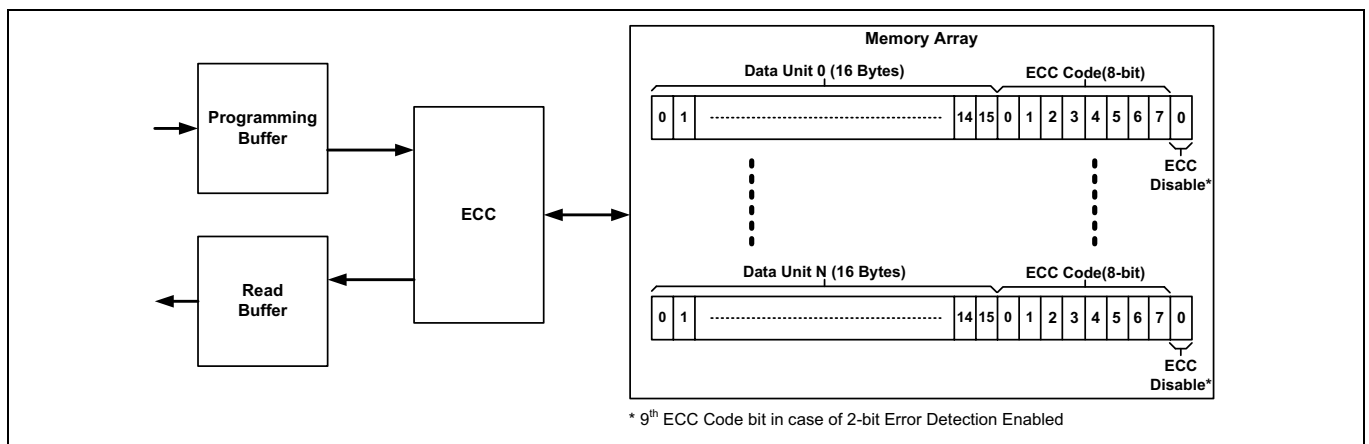 Memory Array
Data Unit 0 (16 Bytes) ECC Code(8-bit)
0 1 14 15 0 1 2 3 4 5 6 7 0
ECC
Disable*
Programming
Buffer
ECC
Read
Buffer
Data Unit N (16 Bytes) ECC Code(8-bit)
0 1 14 15 0 1 2 3 4 5 6 7 0
ECC
Disable*
* 9th ECC Code bit in case of 2-bit Error Detection Enabled